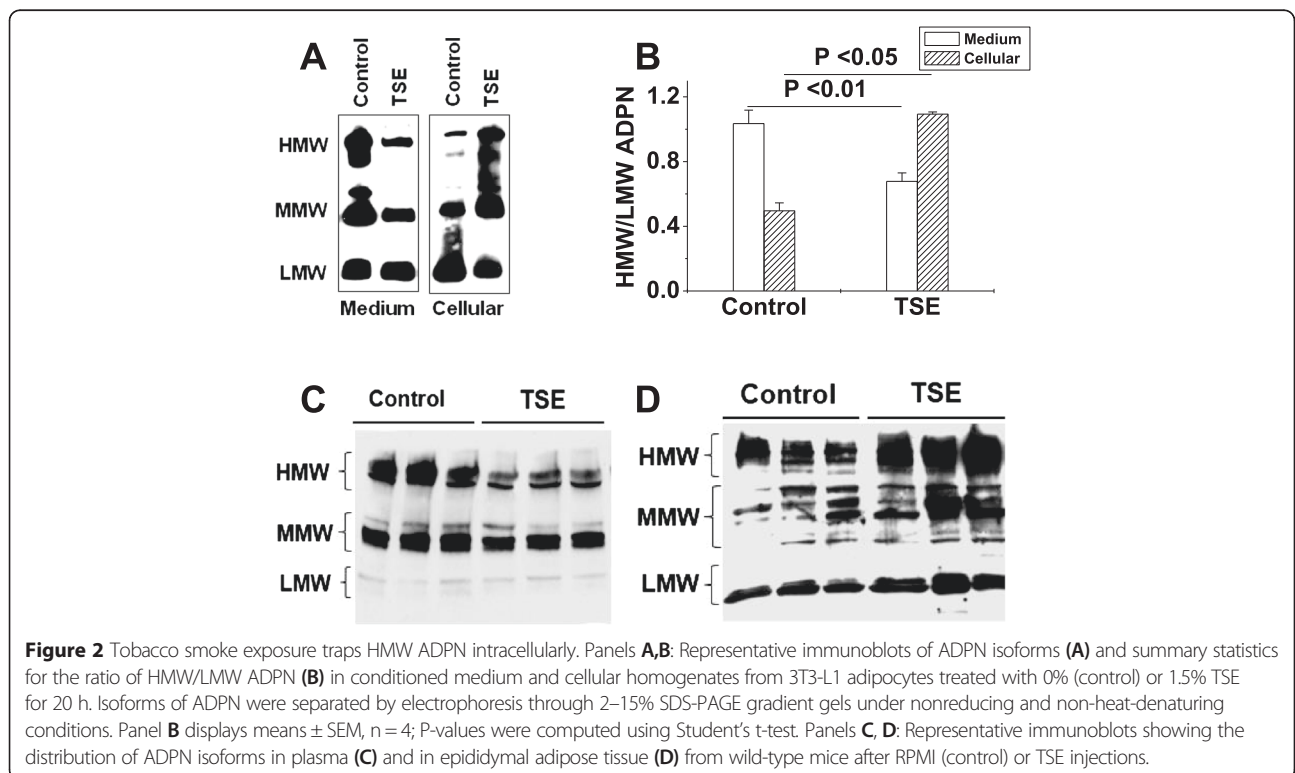 A
Control
TSE
Control
TSE
HMW
MMW
LMW
Medium
Cellular
B
Medium
Cellular
P <0.05
P <0.01
HMW/LMW ADPN
1.2
0.8
0.4
0.0
Control
TSE
C
Control
TSE
HMW
MMW
LMW
D
Control
TSE
HMW
MMW
LMW
Figure 2 Tobacco smoke exposure traps HMW ADPN intracellularly. Panels A,B: Representative immunoblots of ADPN isoforms (A) and summary statistics
for the ratio of HMW/LMW ADPN (B) in conditioned medium and cellular homogenates from 3T3-L1 adipocytes treated with 0% (control) or 1.5% TSE
for 20 h. Isoforms of ADPN were separated by electrophoresis through 2–15% SDS-PAGE gradient gels under nonreducing and non-heat-denaturing
conditions. Panel B displays means ± SEM, n = 4; P-values were computed using Student's t-test. Panels C, D: Representative immunoblots showing the
distribution of ADPN isoforms in plasma (C) and in epididymal adipose tissue (D) from wild-type mice after RPMI (control) or TSE injections.